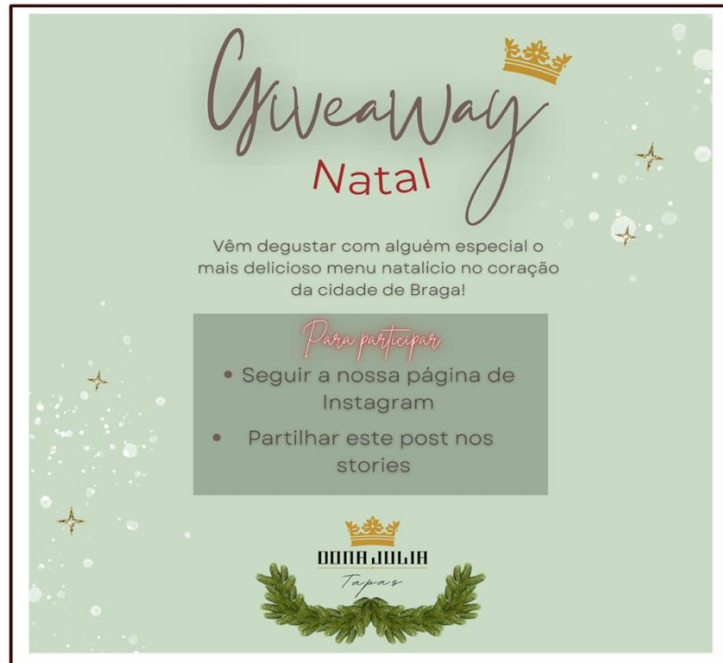 Giveaway
Natal
Vêm degustar com alguém especial o
mais delicioso menu natalício no coração
da cidade de Braga!
Para participar
• Seguir a nossa página de
Instagram
• Partilhar este post nos
stories
DONA JULIA
Tapas